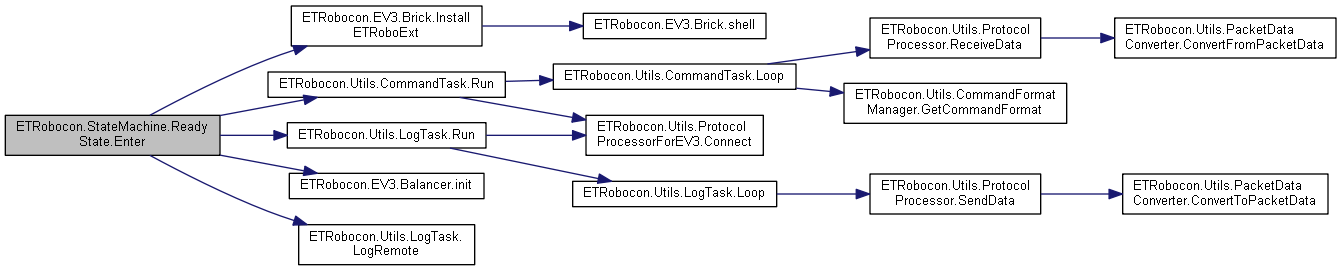 ETRobocon.StateMachine.Ready
State.Enter
ETRobocon.EV3.Brick.Install
ETRoboExt
ETRobocon.EV3.Brick.shell
ETRobocon.Utils.CommandTask.Run
ETRobocon.Utils.CommandTask.Loop
ETRobocon.Utils.Protocol
Processor.ReceiveData
ETRobocon.Utils.PacketData
Converter.ConvertFromPacketData
ETRobocon.Utils.CommandFormat
Manager.GetCommandFormat
ETRobocon.Utils.LogTask.Run
ETRobocon.Utils.Protocol
ProcessorForEV3.Connect
ETRobocon.EV3.Balancer.init
ETRobocon.Utils.LogTask.Loop
ETRobocon.Utils.Protocol
Processor.SendData
ETRobocon.Utils.PacketData
Converter.ConvertToPacketData
ETRobocon.Utils.LogTask.
LogRemote